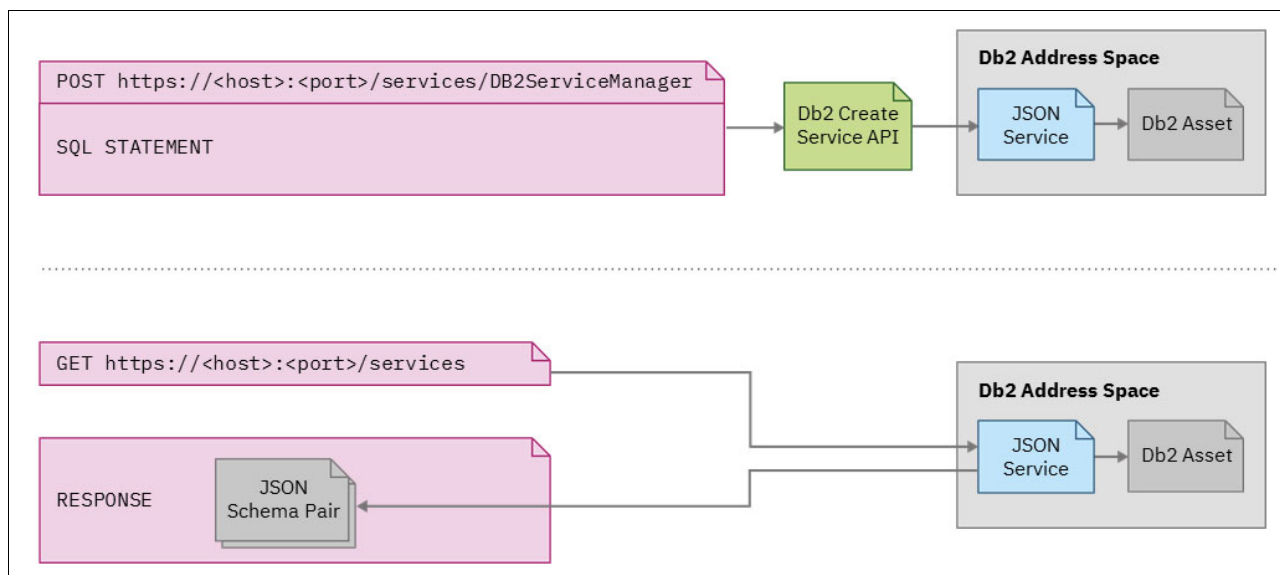 POST https://<host>:<port>/services/DB2ServiceManager
SQL STATEMENT
Db2 Create
Service API
Db2 Address Space
JSON
Service
Db2 Asset
GET https://<host>:<port>/services
RESPONSE
JSON
Schema Pair
Db2 Address Space
JSON
Service
Db2 Asset